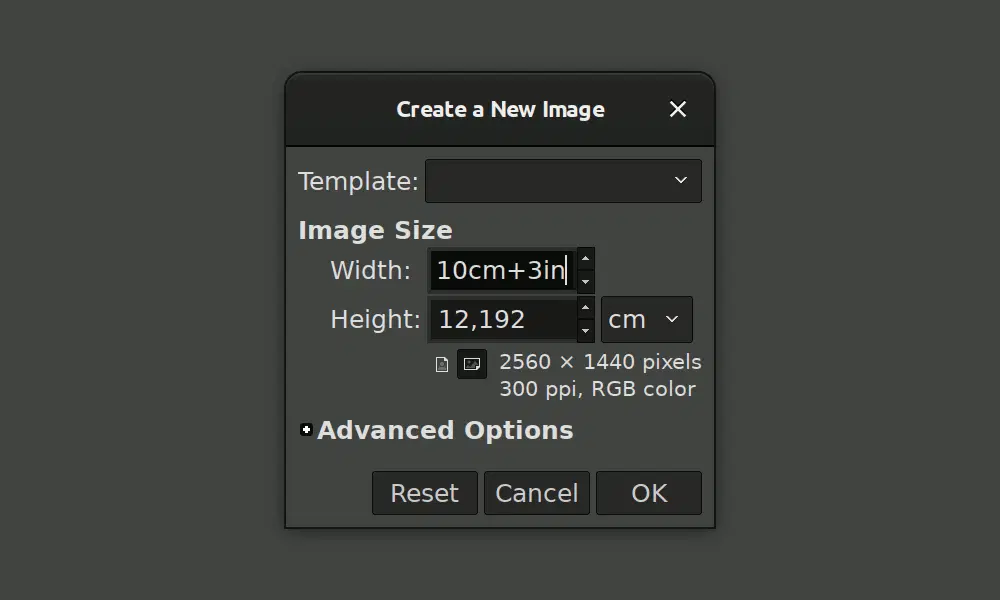 Create a New Image
Template:
Image Size
Width: 10cm+3in
Height: 12,192 cm
2560 × 1440 pixels
300 ppi, RGB color
Advanced Options
Reset Cancel OK